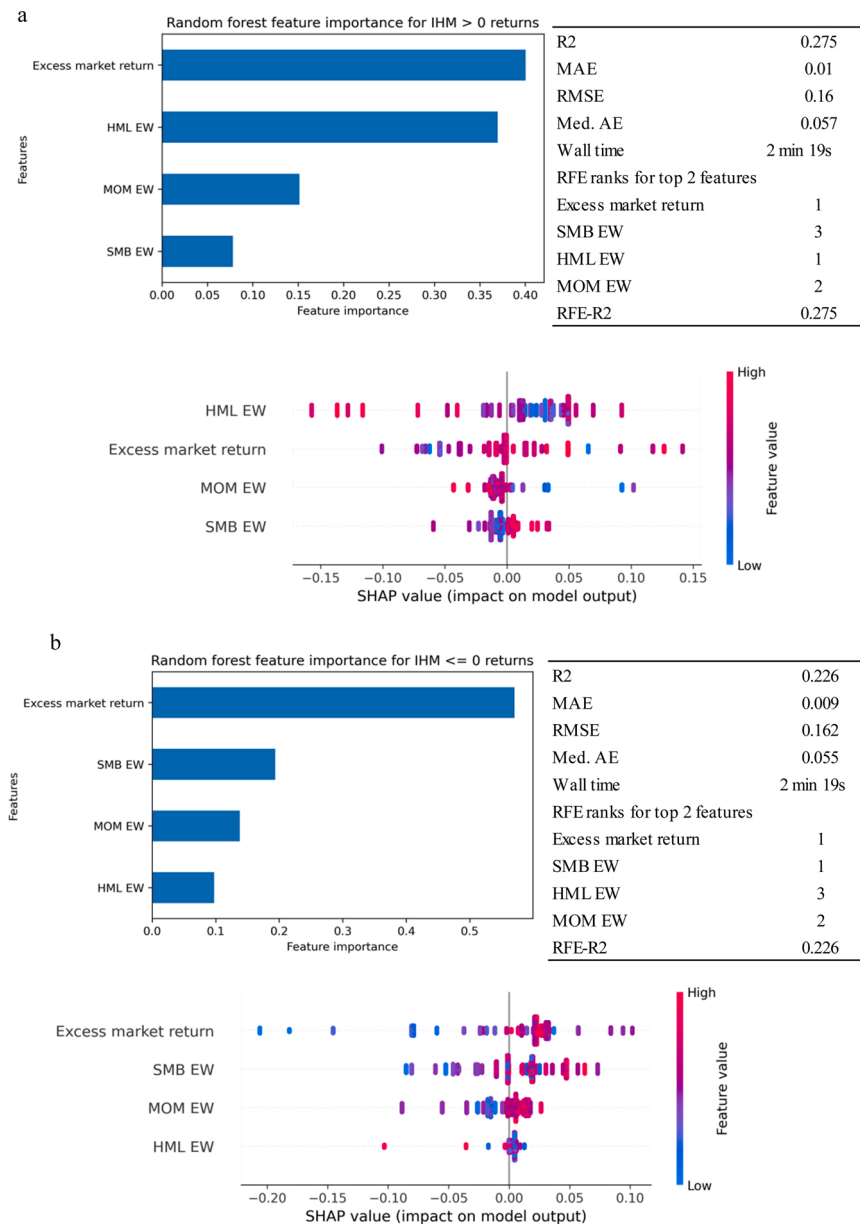 a
Random forest feature importance for IHM > 0 returns
Features
Excess market return
HML EW
MOM EW
SMB EW
0.00 0.05 0.10 0.15 0.20 0.25 0.30 0.35 0.40
Feature importance
R2 0.275
MAE 0.01
RMSE 0.16
Med. AE 0.057
Wall time 2 min 19s
RFE ranks for top 2 features
Excess market return 1
SMB EW 3
HML EW 1
MOM EW 2
RFE-R2 0.275
HML EW
Excess market return
MOM EW
SMB EW
−0.15 −0.10 −0.05 0.00 0.05 0.10 0.15
SHAP value (impact on model output)
High
Feature value
Low
b
Random forest feature importance for IHM <= 0 returns
Features
Excess market return
SMB EW
MOM EW
HML EW
0.0 0.1 0.2 0.3 0.4 0.5
Feature importance
R2 0.226
MAE 0.009
RMSE 0.162
Med. AE 0.055
Wall time 2 min 19s
RFE ranks for top 2 features
Excess market return 1
SMB EW 1
HML EW 3
MOM EW 2
RFE-R2 0.226
Excess market return
SMB EW
MOM EW
HML EW
−0.20 −0.15 −0.10 −0.05 0.00 0.05 0.10
SHAP value (impact on model output)
High
Feature value
Low